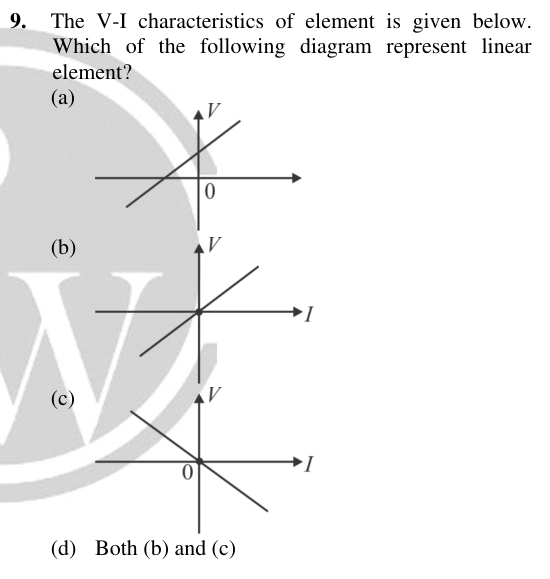 9. The V-I characteristics of element is given below.
Which of the following diagram represent linear
element?
(a)
V
0
(b)
V
I
(c)
V
0
I
(d) Both (b) and (c)